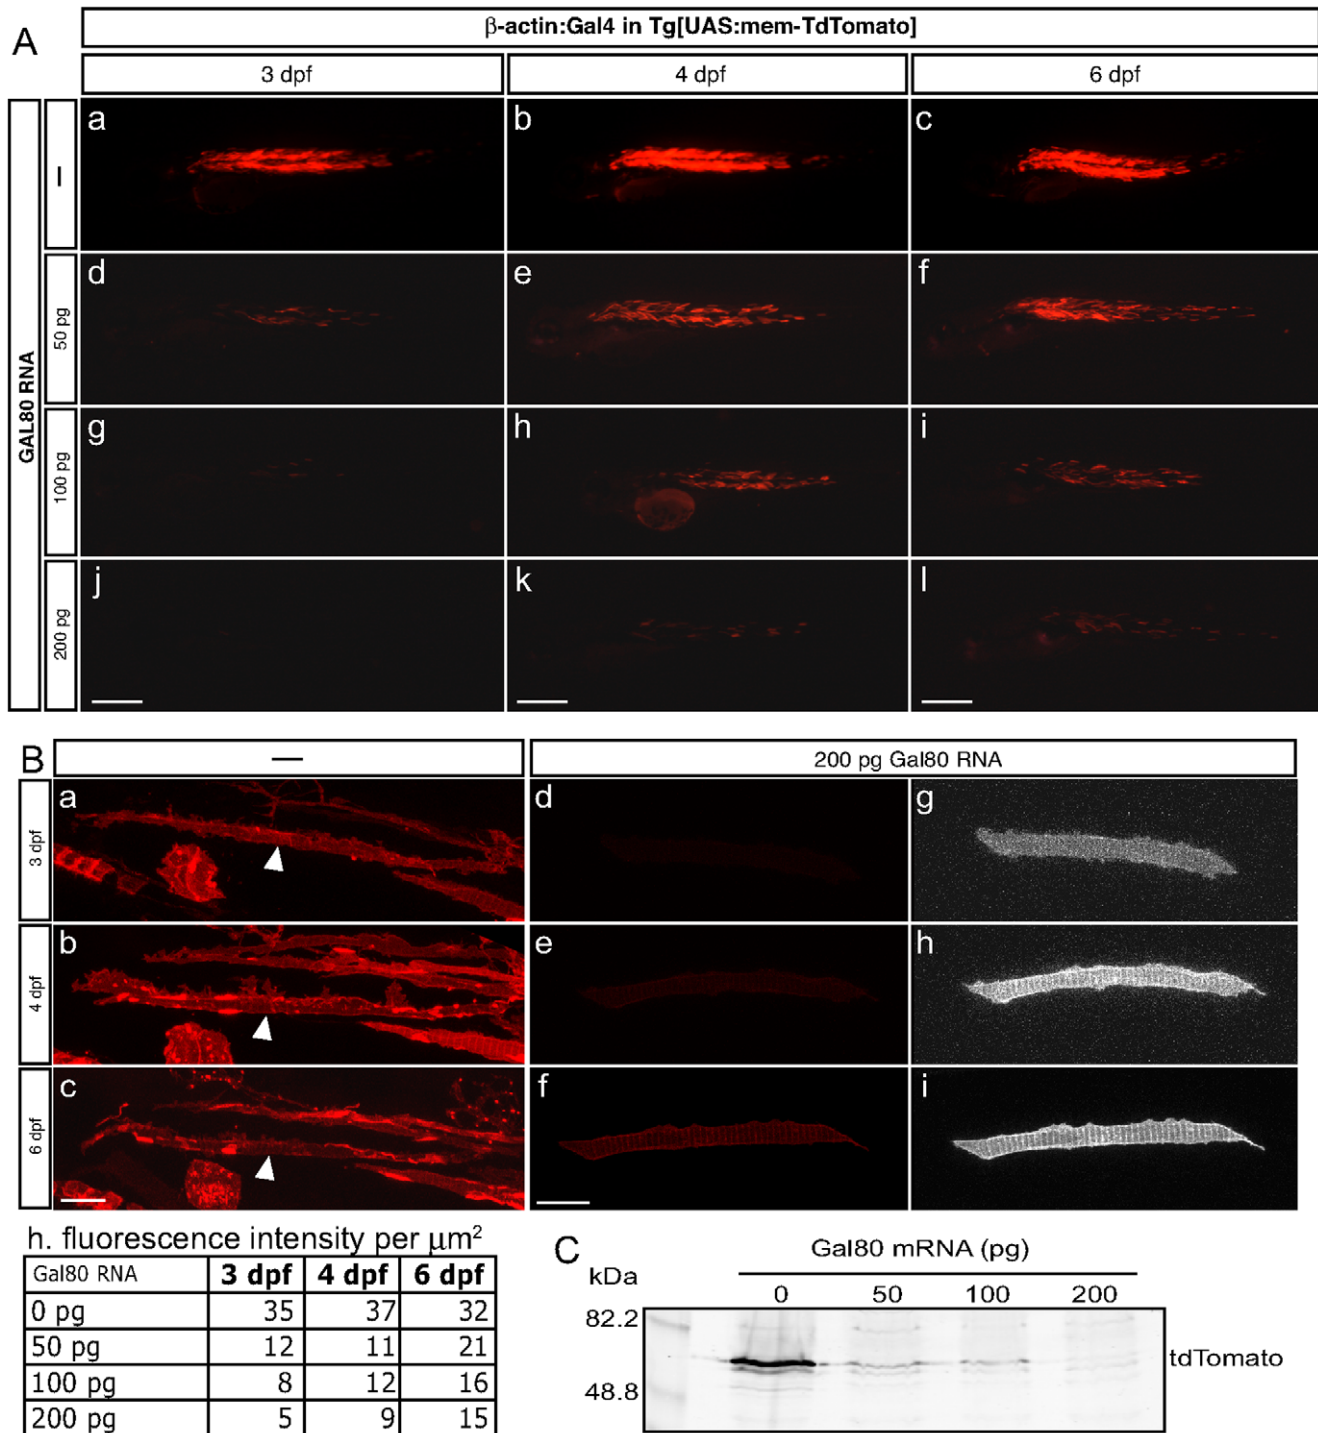 A
β-actin:Gal4 in Tg[UAS:mem-TdTomato]
3 dpf 4 dpf 6 dpf
GAL80 RNA
–
a b c
50 pg
d e f
100 pg
g h i
200 pg
j k l
B
— 200 pg Gal80 RNA
3 dpf
a d g
4 dpf
b e h
6 dpf
c f i
h. fluorescence intensity per μm²
Gal80 RNA 3 dpf 4 dpf 6 dpf
0 pg 35 37 32
50 pg 12 11 21
100 pg 8 12 16
200 pg 5 9 15
C
Gal80 mRNA (pg)
kDa
0 50 100 200
82.2
tdTomato
48.8